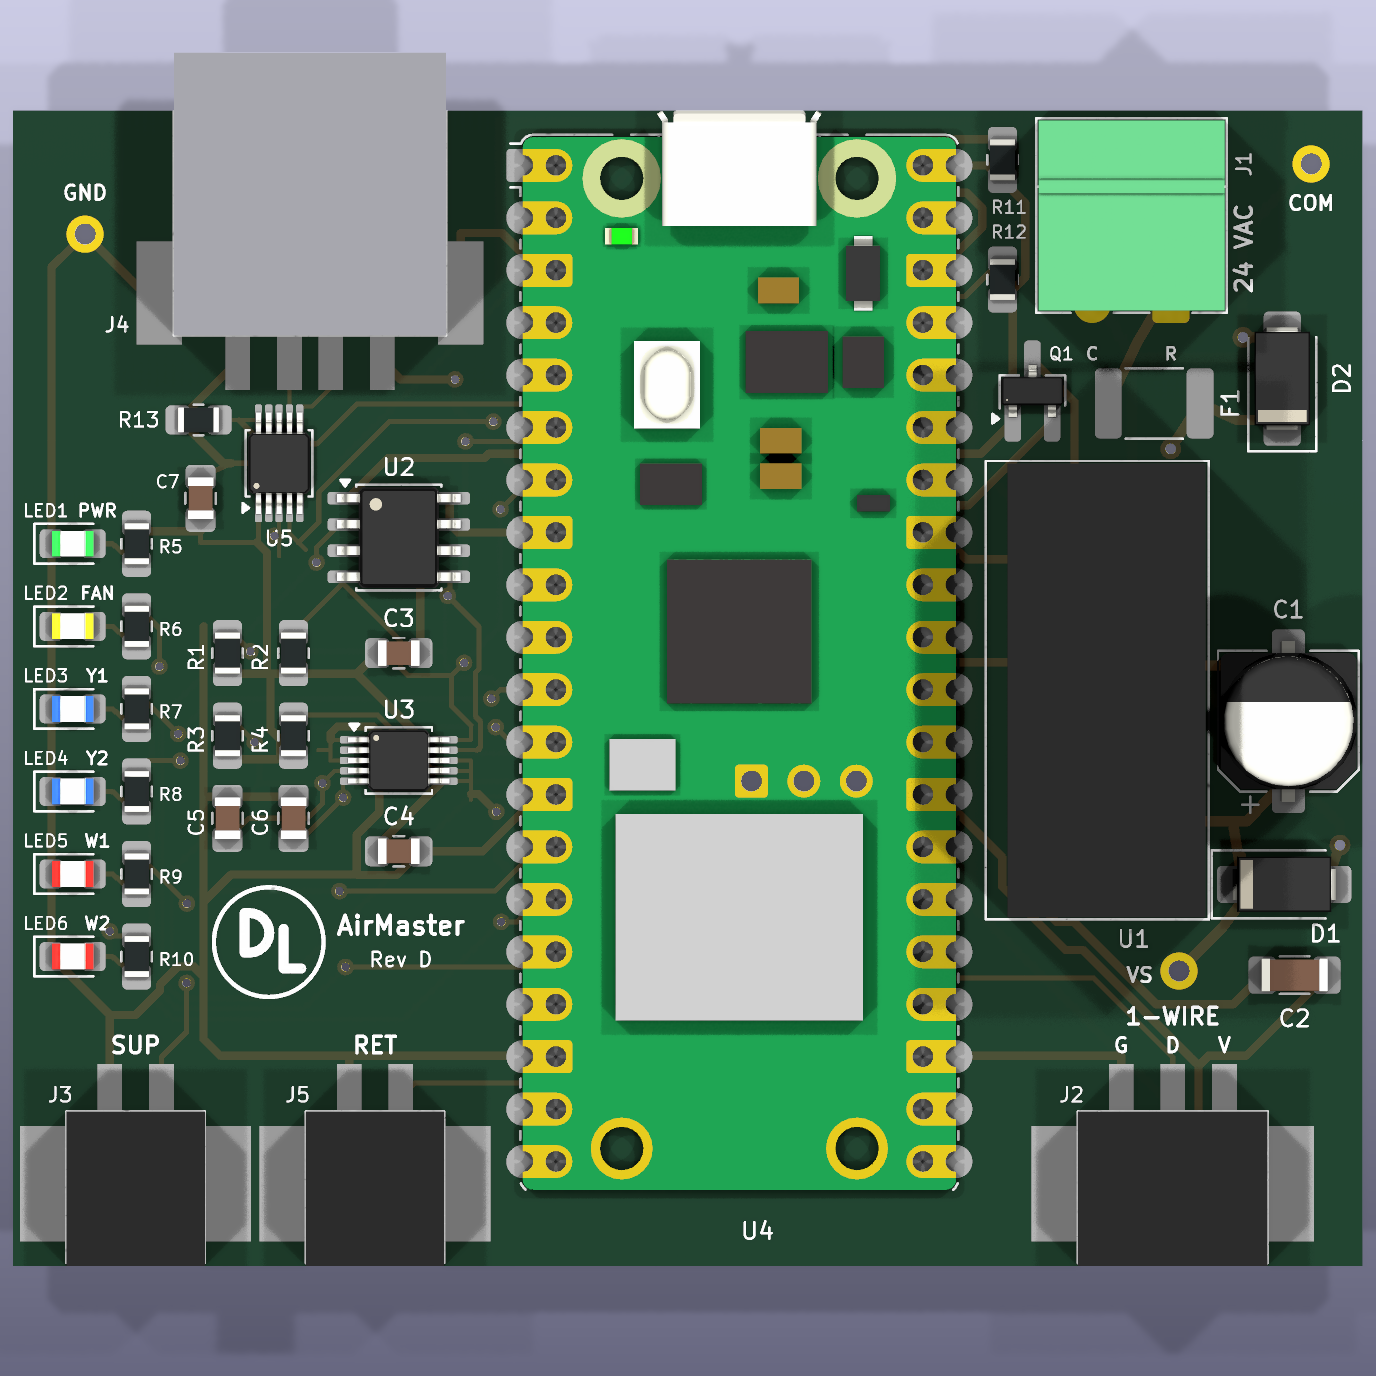 J1
GND
COM
R11
R12
24 VAC
J4
Q1
C
R
D2
F1
R13
U2
C7
LED1 PWR
U5
R5
LED2 FAN
C3
C1
R6
R1
R2
LED3 Y1
U3
R7
R3
R4
LED4 Y2
R8
+
C5
C6
C4
LED5 W1
R9
LED6 W2
DL
AirMaster
D1
U1
R10
Rev D
VS
1-WIRE
C2
SUP
RET
G D V
J3
J5
J2
U4